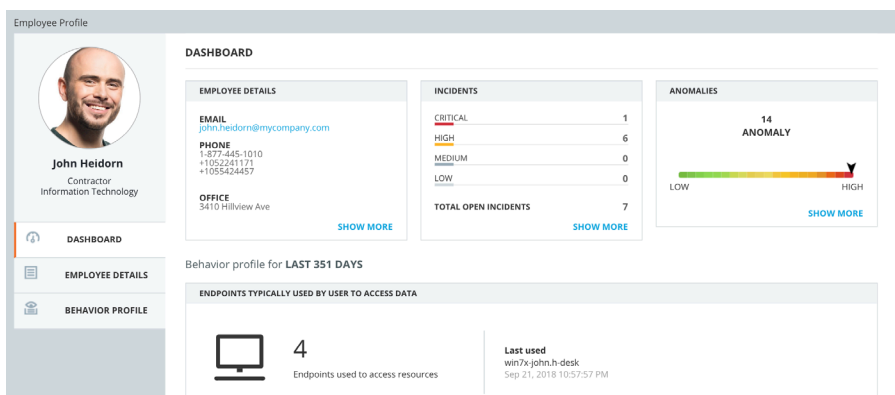 Employee Profile
John Heidorn
Contractor
Information Technology
DASHBOARD
EMPLOYEE DETAILS
BEHAVIOR PROFILE
DASHBOARD
EMPLOYEE DETAILS
EMAIL
john.heidorn@mycompany.com
PHONE
1-877-445-1010
+1052241171
+1055424457
OFFICE
3410 Hillview Ave
SHOW MORE
INCIDENTS
CRITICAL 1
HIGH 6
MEDIUM 0
LOW 0
TOTAL OPEN INCIDENTS 7
SHOW MORE
ANOMALIES
14
ANOMALY
LOW HIGH
SHOW MORE
Behavior profile for LAST 351 DAYS
ENDPOINTS TYPICALLY USED BY USER TO ACCESS DATA
4
Endpoints used to access resources
Last used
win7x-john.h-desk
Sep 21, 2018 10:57:57 PM